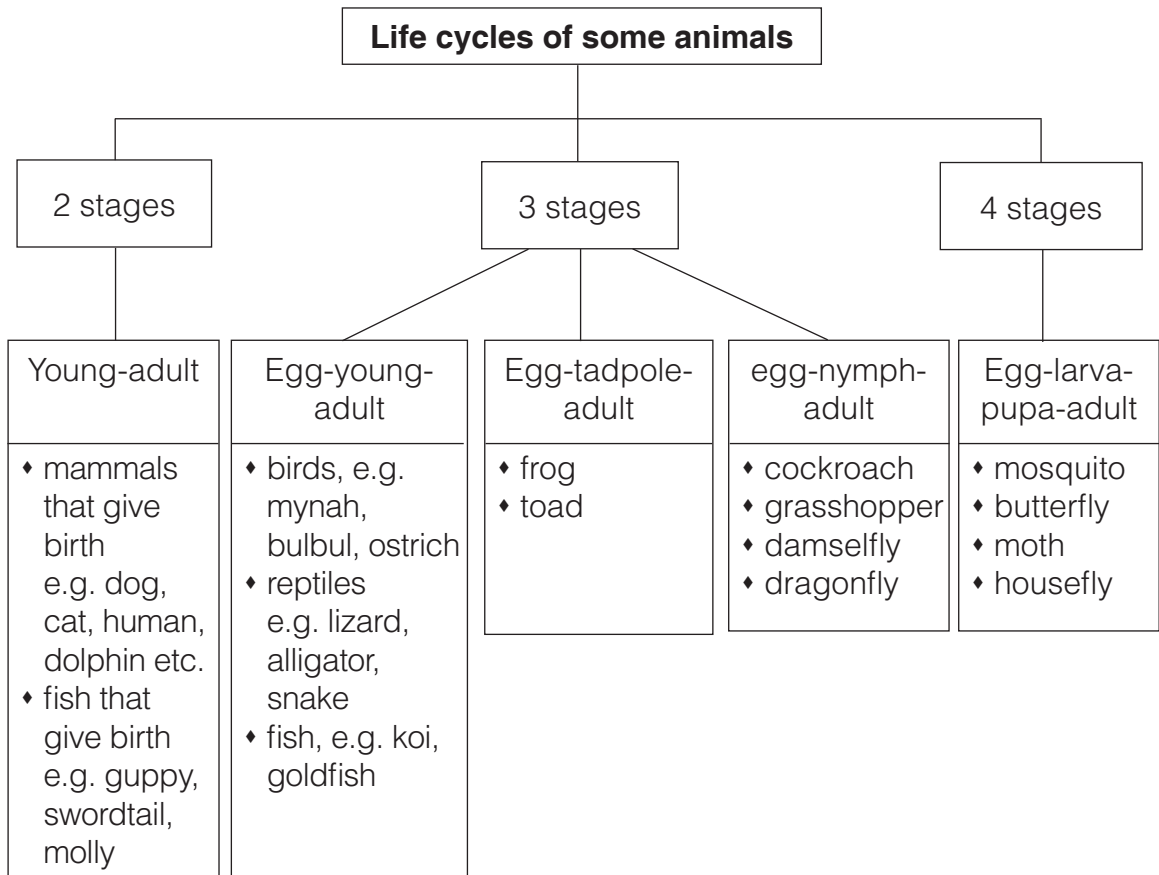 Life cycles of some animals
2 stages
3 stages
4 stages
Young-adult
♦ mammals
that give
birth
e.g. dog,
cat, human,
dolphin etc.
♦ fish that
give birth
e.g. guppy,
swordtail,
molly
Egg-young-
adult
♦ birds, e.g.
mynah,
bulbul, ostrich
♦ reptiles
e.g. lizard,
alligator,
snake
♦ fish, e.g. koi,
goldfish
Egg-tadpole-
adult
♦ frog
♦ toad
egg-nymph-
adult
♦ cockroach
♦ grasshopper
♦ damselfly
♦ dragonfly
Egg-larva-
pupa-adult
♦ mosquito
♦ butterfly
♦ moth
♦ housefly